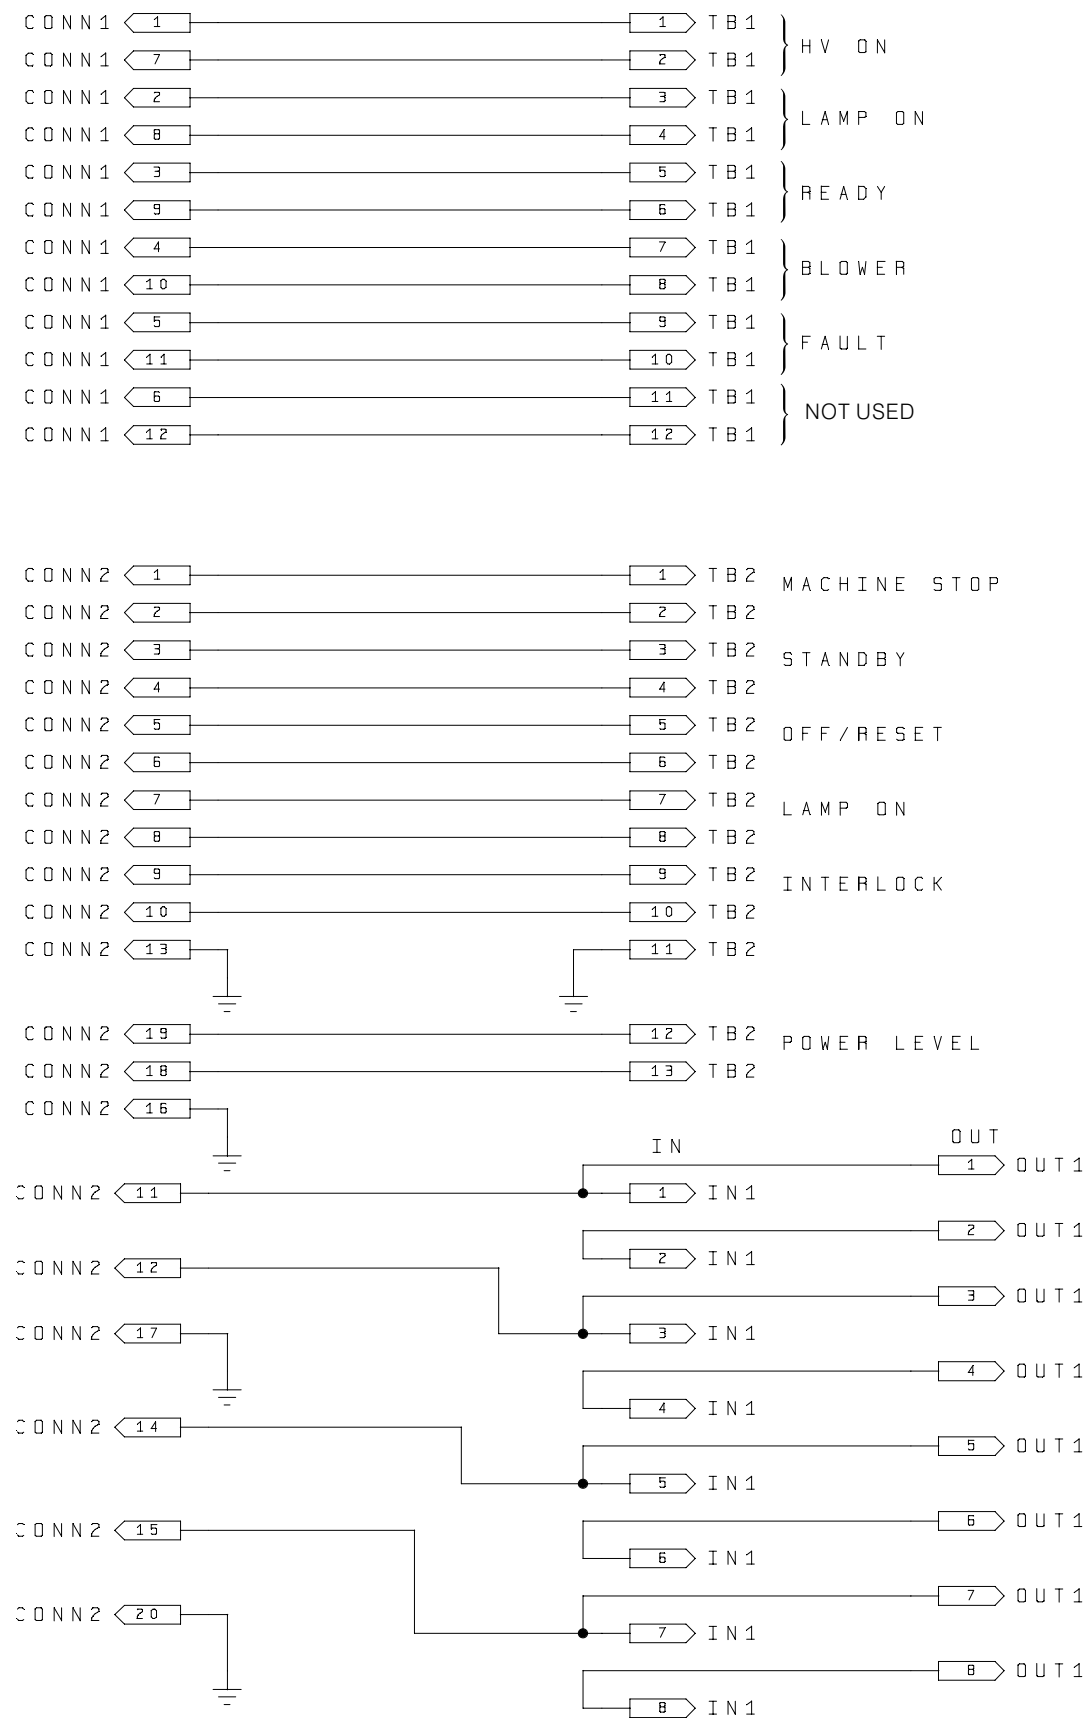 CONN1 1 1 TB1
HV ON
CONN1 7 2 TB1
CONN1 2 3 TB1
LAMP ON
CONN1 8 4 TB1
CONN1 3 5 TB1
READY
CONN1 9 6 TB1
CONN1 4 7 TB1
BLOWER
CONN1 10 8 TB1
CONN1 5 9 TB1
FAULT
CONN1 11 10 TB1
CONN1 6 11 TB1
NOT USED
CONN1 12 12 TB1
CONN2 1 1 TB2
MACHINE STOP
CONN2 2 2 TB2
CONN2 3 3 TB2
STANDBY
CONN2 4 4 TB2
CONN2 5 5 TB2
OFF/RESET
CONN2 6 6 TB2
CONN2 7 7 TB2
LAMP ON
CONN2 8 8 TB2
CONN2 9 9 TB2
INTERLOCK
CONN2 10 10 TB2
CONN2 13 11 TB2
CONN2 19 12 TB2
POWER LEVEL
CONN2 18 13 TB2
CONN2 16
IN OUT
1 OUT1
CONN2 11 1 IN1
2 OUT1
2 IN1
CONN2 12
3 OUT1
CONN2 17 3 IN1
4 OUT1
4 IN1
CONN2 14
5 OUT1
5 IN1
6 OUT1
CONN2 15
6 IN1
7 OUT1
CONN2 20
7 IN1
8 OUT1
8 IN1